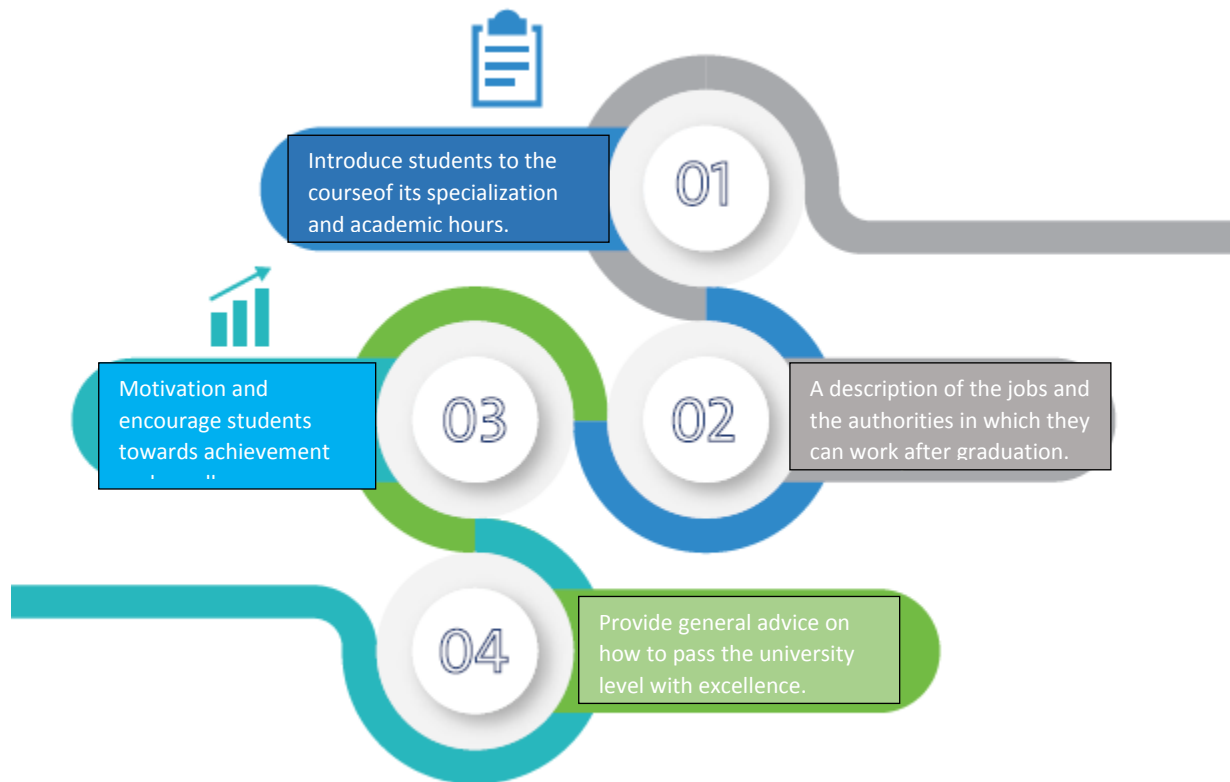 01
Introduce students to the
courseof its specialization
and academic hours.
02
A description of the jobs and
the authorities in which they
can work after graduation.
03
Motivation and
encourage students
towards achievement
04
Provide general advice on
how to pass the university
level with excellence.